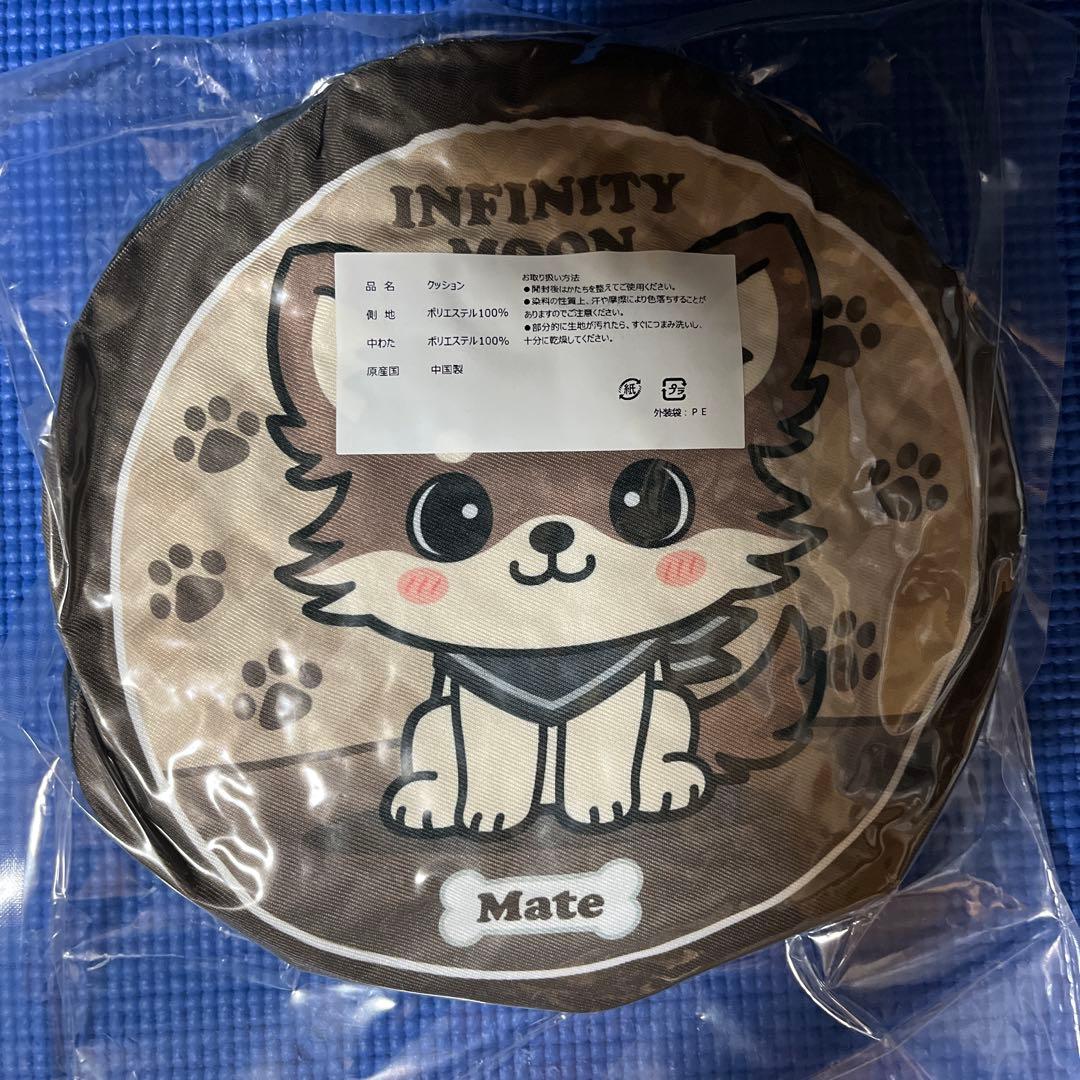 INFINITY
MOON
品名 クッション
側地 ポリエステル100%
中わた ポリエステル100%
原産国 中国製
お取り扱い方法
●開封後はかたちを整えてご使用ください。
●染料の性質上、汗や摩擦により色落ちすることが
ありますのでご注意ください。
●部分的に生地が汚れたら、すぐにつまみ洗いし、
十分に乾燥してください。
紙 プラ
外装袋：PE
Mate